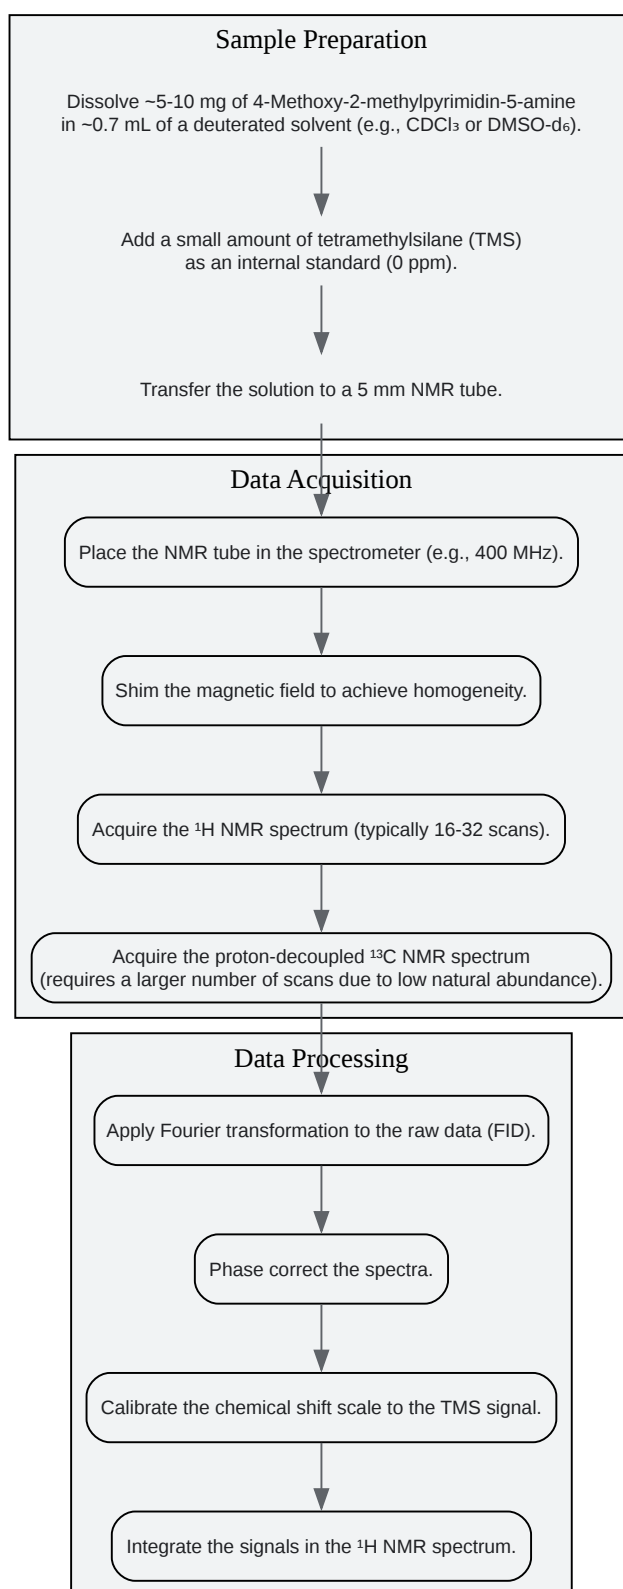 Sample Preparation
Dissolve ~5-10 mg of 4-Methoxy-2-methylpyrimidin-5-amine
in ~0.7 mL of a deuterated solvent (e.g., CDCl₃ or DMSO-d₆).
Add a small amount of tetramethylsilane (TMS)
as an internal standard (0 ppm).
Transfer the solution to a 5 mm NMR tube.
Data Acquisition
Place the NMR tube in the spectrometer (e.g., 400 MHz).
Shim the magnetic field to achieve homogeneity.
Acquire the ¹H NMR spectrum (typically 16-32 scans).
Acquire the proton-decoupled ¹³C NMR spectrum
(requires a larger number of scans due to low natural abundance).
Data Processing
Apply Fourier transformation to the raw data (FID).
Phase correct the spectra.
Calibrate the chemical shift scale to the TMS signal.
Integrate the signals in the ¹H NMR spectrum.